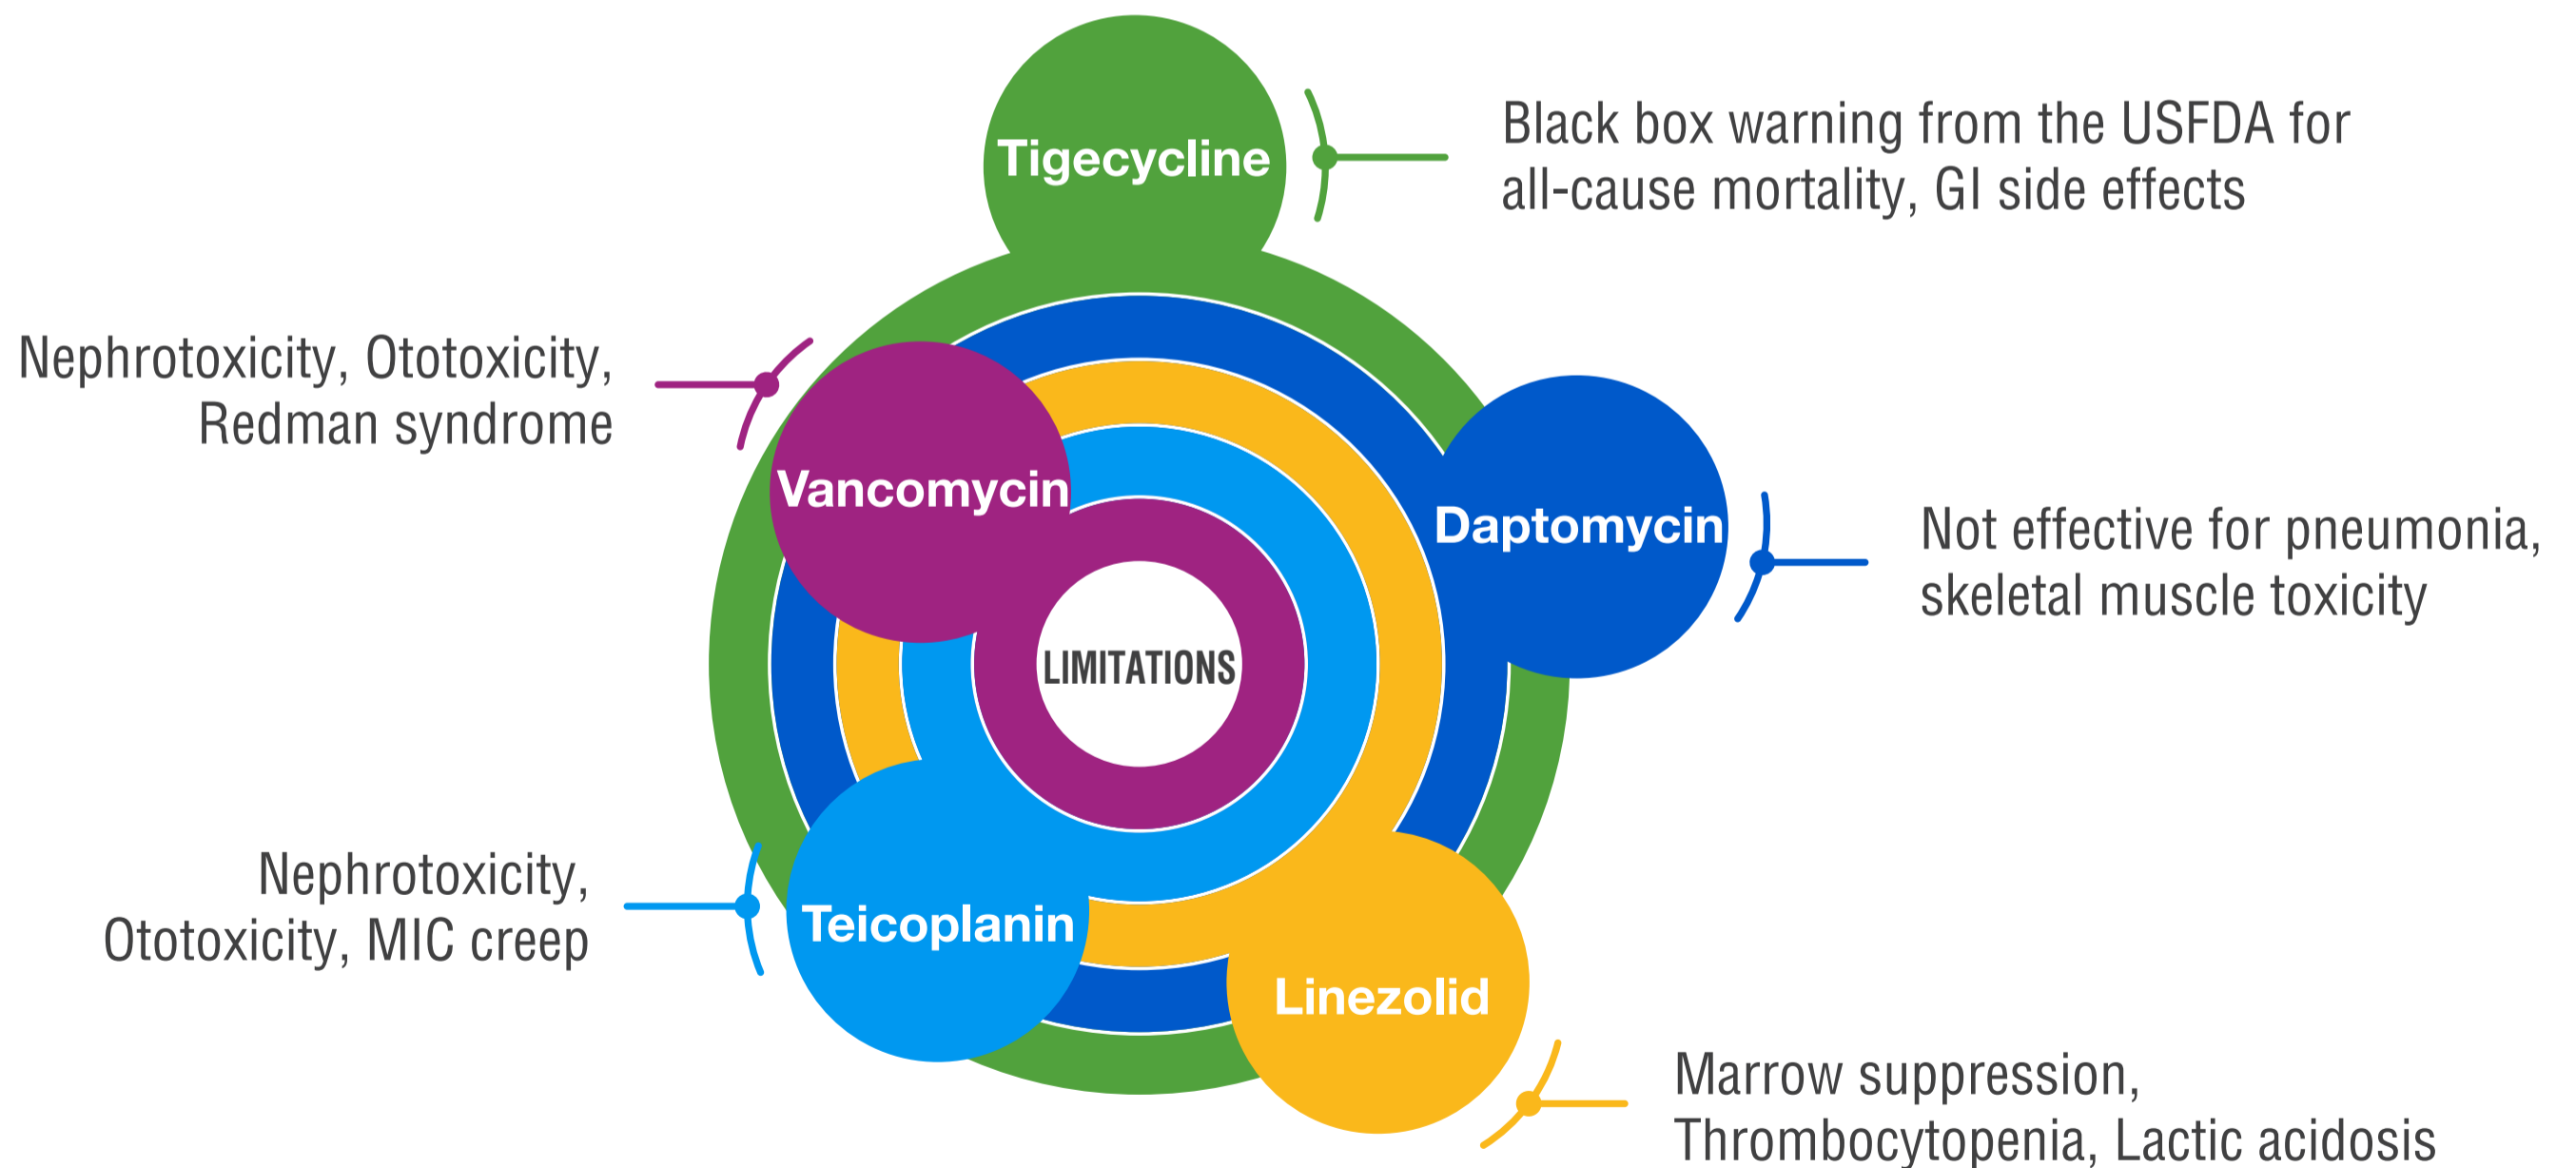 Tigecycline
Black box warning from the USFDA for
all-cause mortality, GI side effects
Nephrotoxicity, Ototoxicity,
Redman syndrome
Vancomycin
Daptomycin
Not effective for pneumonia,
skeletal muscle toxicity
LIMITATIONS
Nephrotoxicity,
Ototoxicity, MIC creep
Teicoplanin
Linezolid
Marrow suppression,
Thrombocytopenia, Lactic acidosis